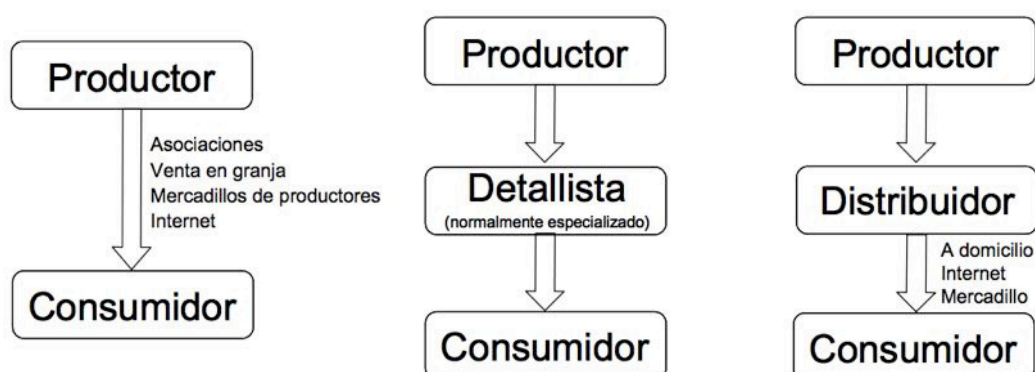 Productor
Asociaciones
Venta en granja
Mercadillos de productores
Internet
Consumidor
Productor
Detallista
(normalmente especializado)
Consumidor
Productor
Distribuidor
A domicilio
Internet
Mercadillo
Consumidor